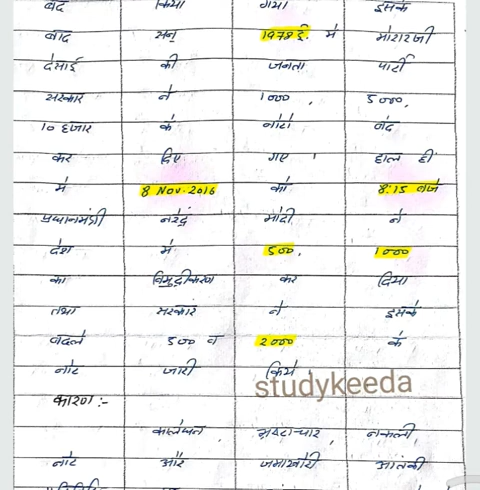 बाद सन् 1978 ई. में मोरारजी
देसाई की जनता पार्टी
सरकार ने 1000, 5000,
10 हजार के नोटो बंद
कर दिए गए । हाल ही
में 8 Nov. 2016 को 8:15 बजे
प्रधानमंत्री नरेंद्र मोदी ने
देश में 500, 1000
का विमुद्रीकरण कर दिया
तथा सरकार ने इसके
बदले 500 व 2000 के
नोट जारी किये
studykeeda
कारण :-
कालेधन, भ्रष्टाचार, नकली,
नोट और जमाखोरी आतंकी